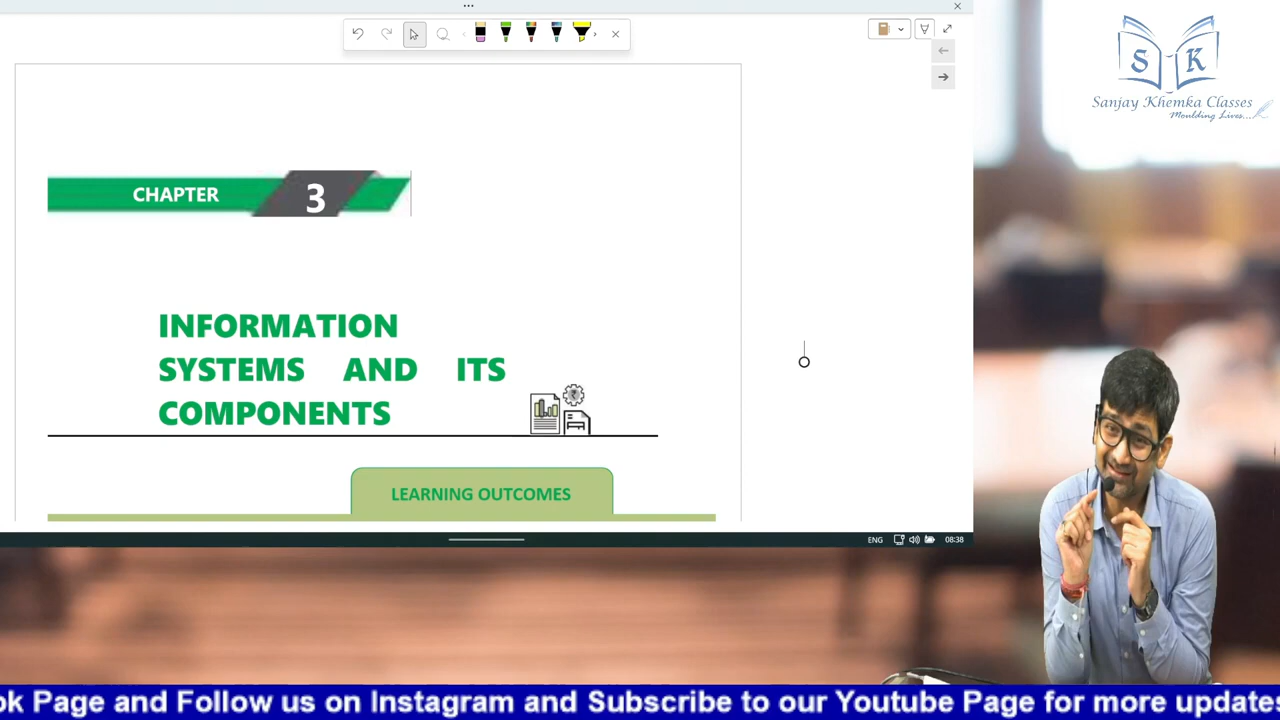 S K
Sanjay Khemka Classes
Moulding Lives...
CHAPTER 3
INFORMATION
SYSTEMS AND ITS
COMPONENTS
LEARNING OUTCOMES
ENG 08:38
ok Page and Follow us on Instagram and Subscribe to our Youtube Page for more updates